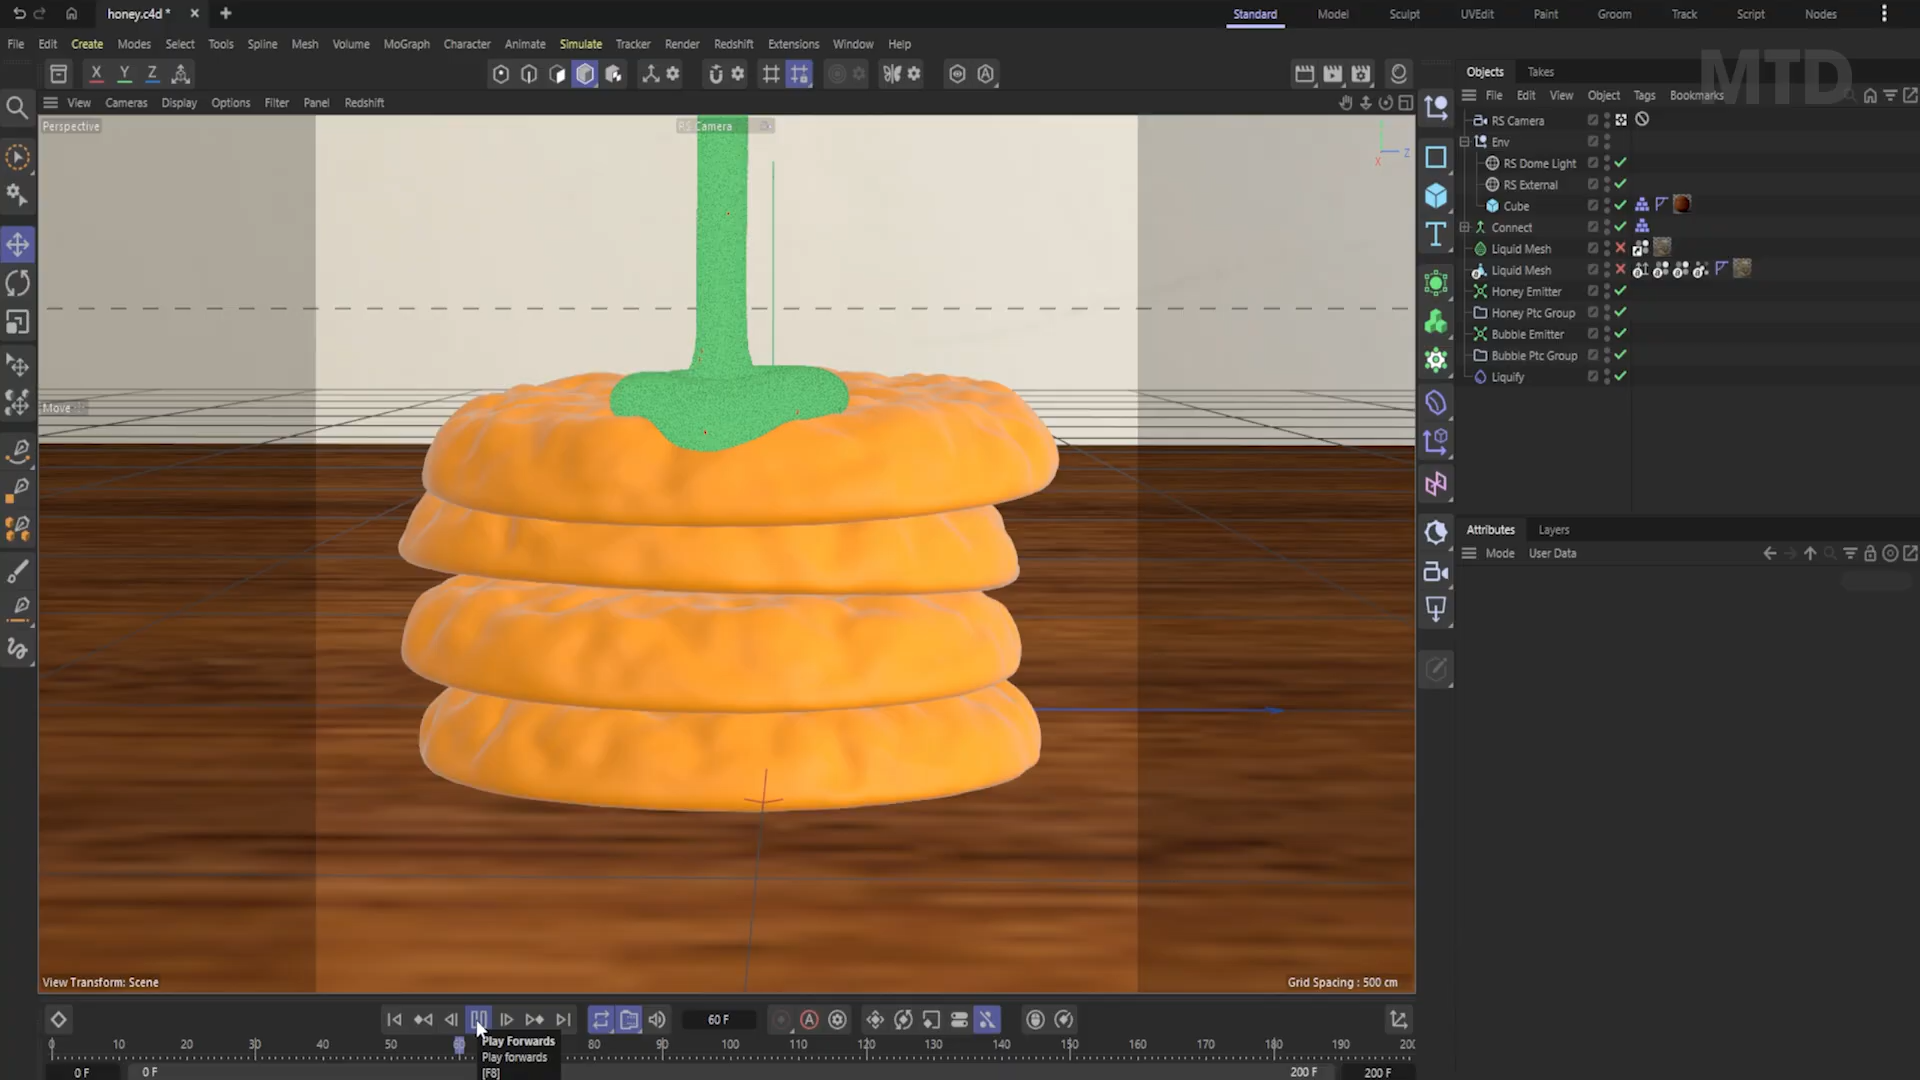 honey.c4d *
Standard Model Sculpt UVEdit Paint Groom Track Script Nodes
File Edit Create Modes Select Tools Spline Mesh Volume MoGraph Character Animate Simulate Tracker Render Redshift Extensions Window Help
X Y Z
MTD
Objects Takes
View Cameras Display Options Filter Panel Redshift
File Edit View Object Tags Bookmarks
Perspective
RS Camera
X Z
Move
RS Camera
Env
RS Dome Light
RS External
Cube
Connect
Liquid Mesh
Liquid Mesh
Honey Emitter
Honey Ptc Group
Bubble Emitter
Bubble Ptc Group
Liquify
Attributes Layers
Mode User Data
View Transform: Scene
Grid Spacing : 500 cm
60 F
0 10 20 30 40 50 60 80 90 100 110 120 130 140 150 160 170 180 190 200
Play Forwards
Play forwards
[F8]
0 F 0 F 200 F 200 F